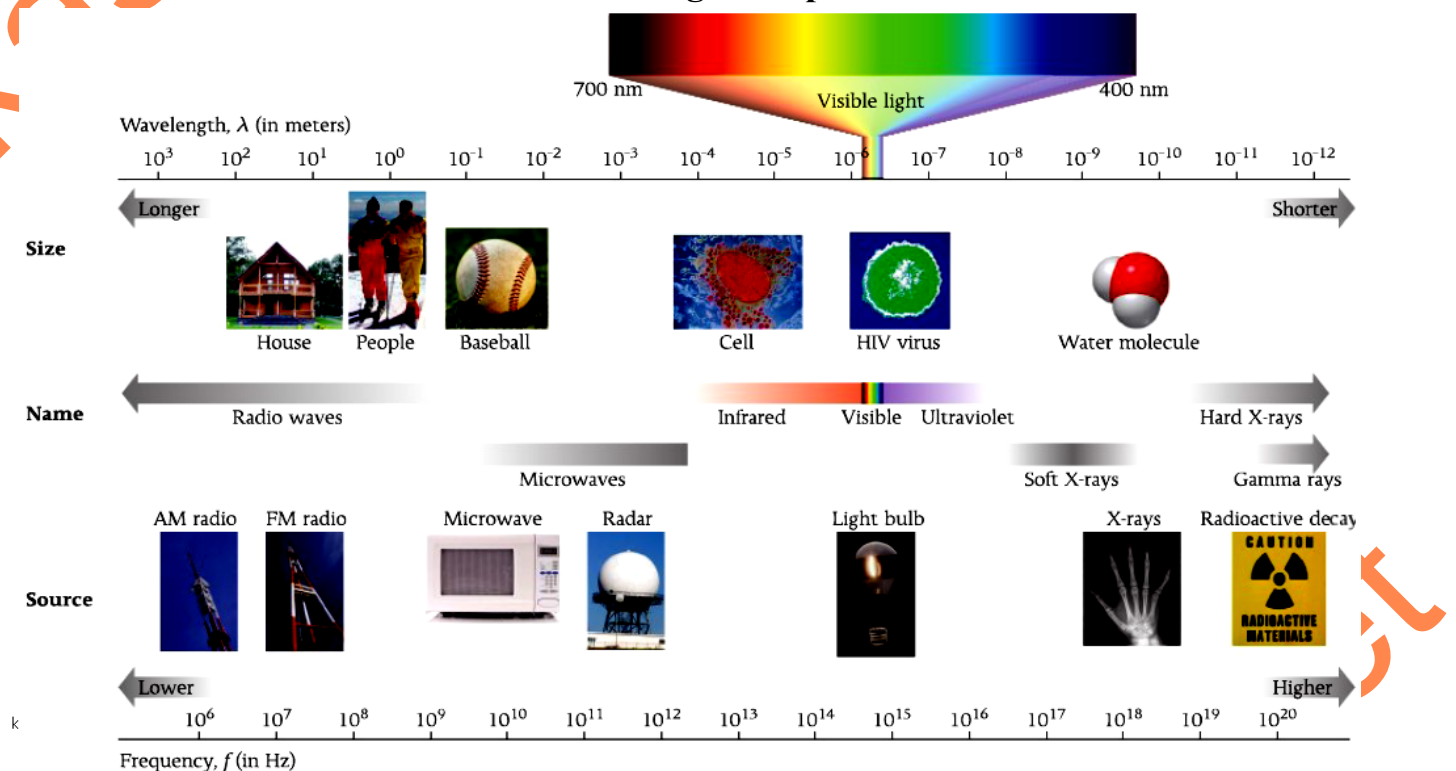 700 nm
400 nm
Visible light
Wavelength, λ (in meters)
10³ 10² 10¹ 10⁰ 10⁻¹ 10⁻² 10⁻³ 10⁻⁴ 10⁻⁵ 10⁻⁶ 10⁻⁷ 10⁻⁸ 10⁻⁹ 10⁻¹⁰ 10⁻¹¹ 10⁻¹²
Longer Shorter
Size
House People Baseball Cell HIV virus Water molecule
Name
Radio waves Infrared Visible Ultraviolet Hard X-rays
Microwaves Soft X-rays Gamma rays
AM radio FM radio Microwave Radar Light bulb X-rays Radioactive decay
CAUTION
Source
RADIOACTIVE
MATERIALS
Lower Higher
k
10⁶ 10⁷ 10⁸ 10⁹ 10¹⁰ 10¹¹ 10¹² 10¹³ 10¹⁴ 10¹⁵ 10¹⁶ 10¹⁷ 10¹⁸ 10¹⁹ 10²⁰
Frequency, f (in Hz)